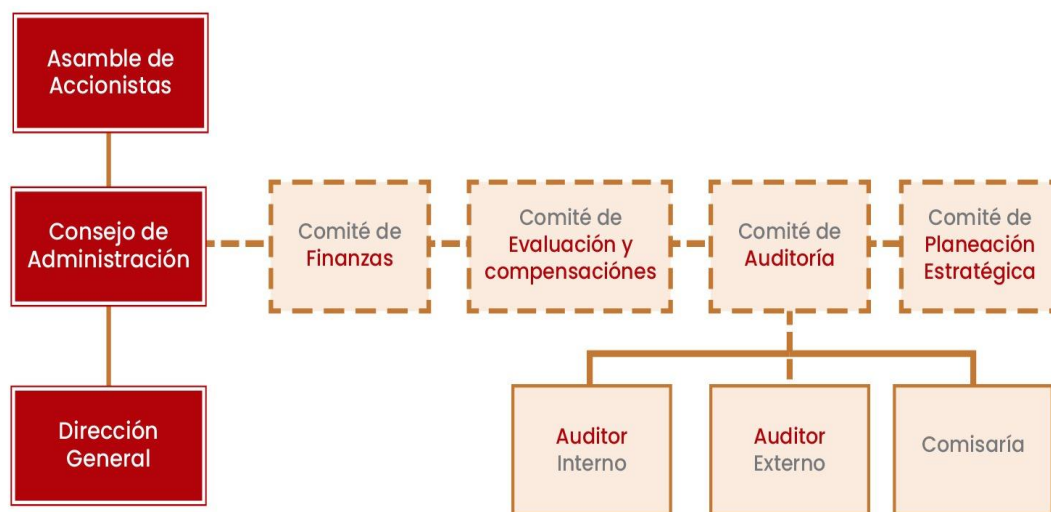 Asamble de
Accionistas
Consejo de
Administración
Comité de
Finanzas
Comité de
Evaluación y
compensaciónes
Comité de
Auditoría
Comité de
Planeación
Estratégica
Dirección
General
Auditor
Interno
Auditor
Externo
Comisaría